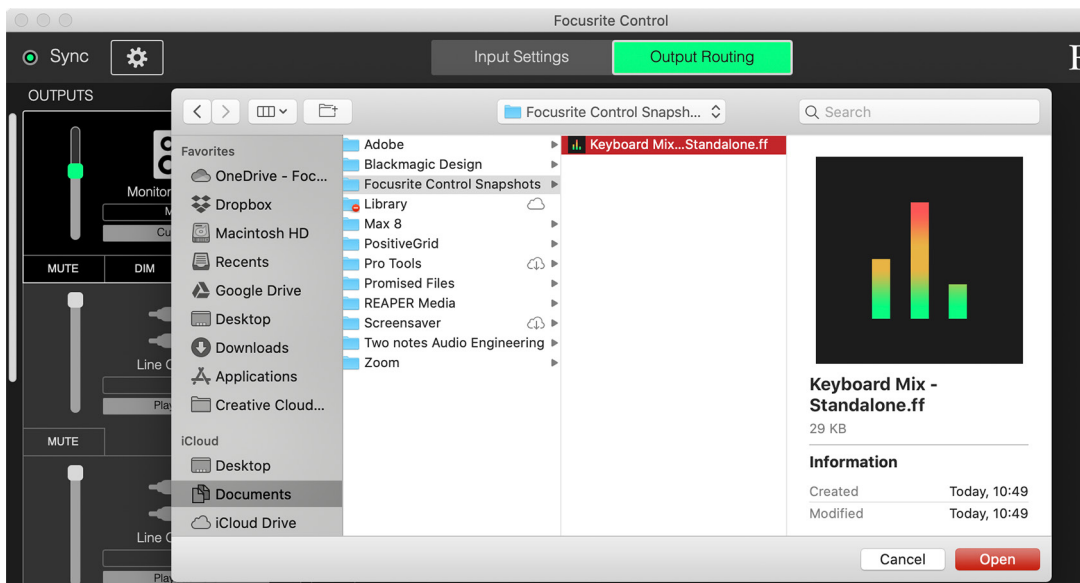 Focusrite Control
Sync
Input Settings
Output Routing
OUTPUTS
Focusrite Control Snapsh...
Search
Monitor
MUTE
DIM
Line
MUTE
Line
Favorites
OneDrive - Foc...
Dropbox
Macintosh HD
Recents
Google Drive
Desktop
Downloads
Applications
Creative Cloud...
iCloud
Desktop
Documents
iCloud Drive
Adobe
Blackmagic Design
Focusrite Control Snapshots
Library
Max 8
PositiveGrid
Pro Tools
Promised Files
REAPER Media
Screensaver
Two notes Audio Engineering
Zoom
Keyboard Mix...Standalone.ff
Keyboard Mix -
Standalone.ff
29 KB
Information
Created Today, 10:49
Modified Today, 10:49
Cancel
Open